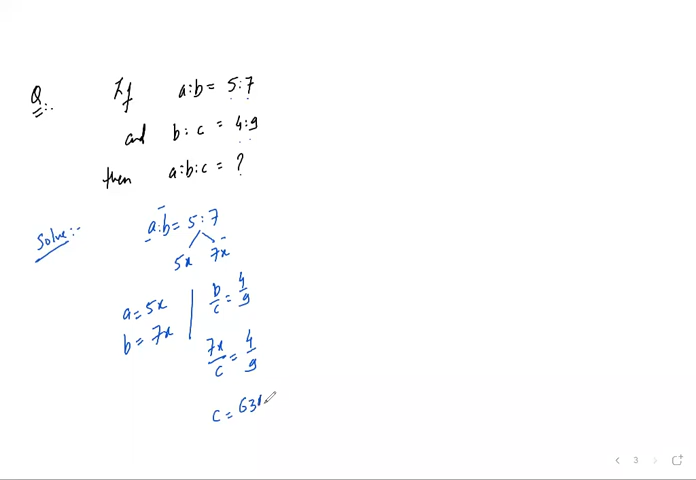 Q:. If a:b = 5:7
and b:c = 4:9
then a:b:c = ?
Solve:- a:b = 5:7
5x 7x
a = 5x
b = 7x
b/c = 4/9
7x/c = 4/9
c = 63x
3